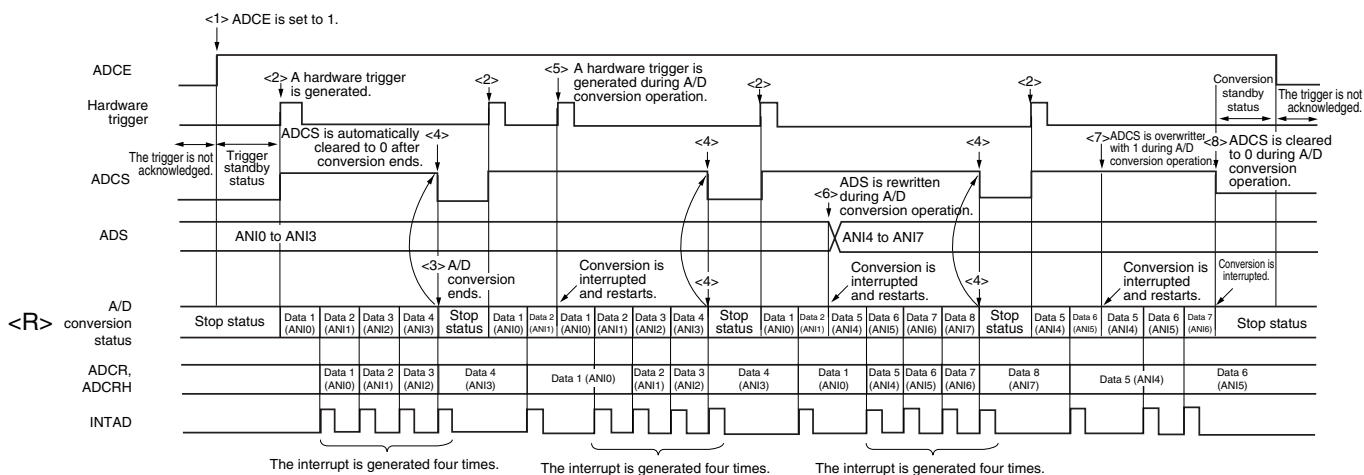 <1> ADCE is set to 1.
ADCE
<2> A hardware trigger
is generated.
<2>
<5> A hardware trigger is
generated during A/D
conversion operation.
<2>
<2>
Conversion
standby
status
The trigger is not
acknowledged.
Hardware
trigger
The trigger is not
acknowledged.
Trigger
standby
status
ADCS is automatically
cleared to 0 after
conversion ends.
<4>
<4>
<4>
<7> ADCS is overwritter
with 1 during A/D
conversion operation.
<8> ADCS is cleared
to 0 during A/D
conversion
operation.
ADCS
<6> ADS is rewritten
during A/D
conversion operation.
ADS
ANI0 to ANI3
ANI4 to ANI7
<3> A/D
conversion
ends.
Conversion is
interrupted
and restarts.
<4>
Conversion is
interrupted
and restarts.
<4>
Conversion is
interrupted
and restarts.
Conversion is
interrupted.
<R>
A/D
conversion
status
Stop status
Data 1
(ANI0)
Data 2
(ANI1)
Data 3
(ANI2)
Data 4
(ANI3)
Stop
status
Data 1
(ANI0)
Data 2
(ANI1)
Data 1
(ANI0)
Data 2
(ANI1)
Data 3
(ANI2)
Data 4
(ANI3)
Stop
status
Data 1
(ANI0)
Data 2
(ANI1)
Data 5
(ANI4)
Data 6
(ANI5)
Data 7
(ANI6)
Data 8
(ANI7)
Stop
status
Data 5
(ANI4)
Data 6
(ANI5)
Data 5
(ANI4)
Data 6
(ANI5)
Data 7
(ANI6)
Stop status
ADCR,
ADCRH
Data 1
(ANI0)
Data 2
(ANI1)
Data 3
(ANI2)
Data 4
(ANI3)
Data 1 (ANI0)
Data 2
(ANI1)
Data 3
(ANI2)
Data 4
(ANI3)
Data 1
(ANI0)
Data 5
(ANI4)
Data 6
(ANI5)
Data 7
(ANI6)
Data 8
(ANI7)
Data 5 (ANI4)
Data 6
(ANI5)
INTAD
The interrupt is generated four times.
The interrupt is generated four times.
The interrupt is generated four times.